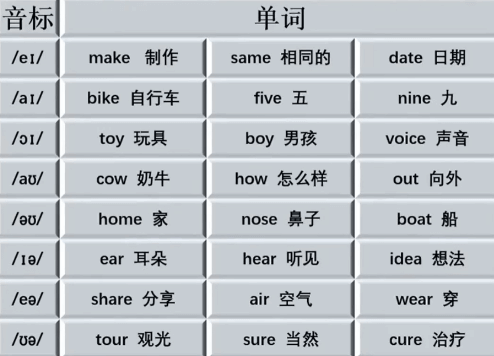 音标 单词
/eɪ/ make 制作 same 相同的 date 日期
/aɪ/ bike 自行车 five 五 nine 九
/ɔɪ/ toy 玩具 boy 男孩 voice 声音
/aʊ/ cow 奶牛 how 怎么样 out 向外
/əʊ/ home 家 nose 鼻子 boat 船
/ɪə/ ear 耳朵 hear 听见 idea 想法
/eə/ share 分享 air 空气 wear 穿
/ʊə/ tour 观光 sure 当然 cure 治疗